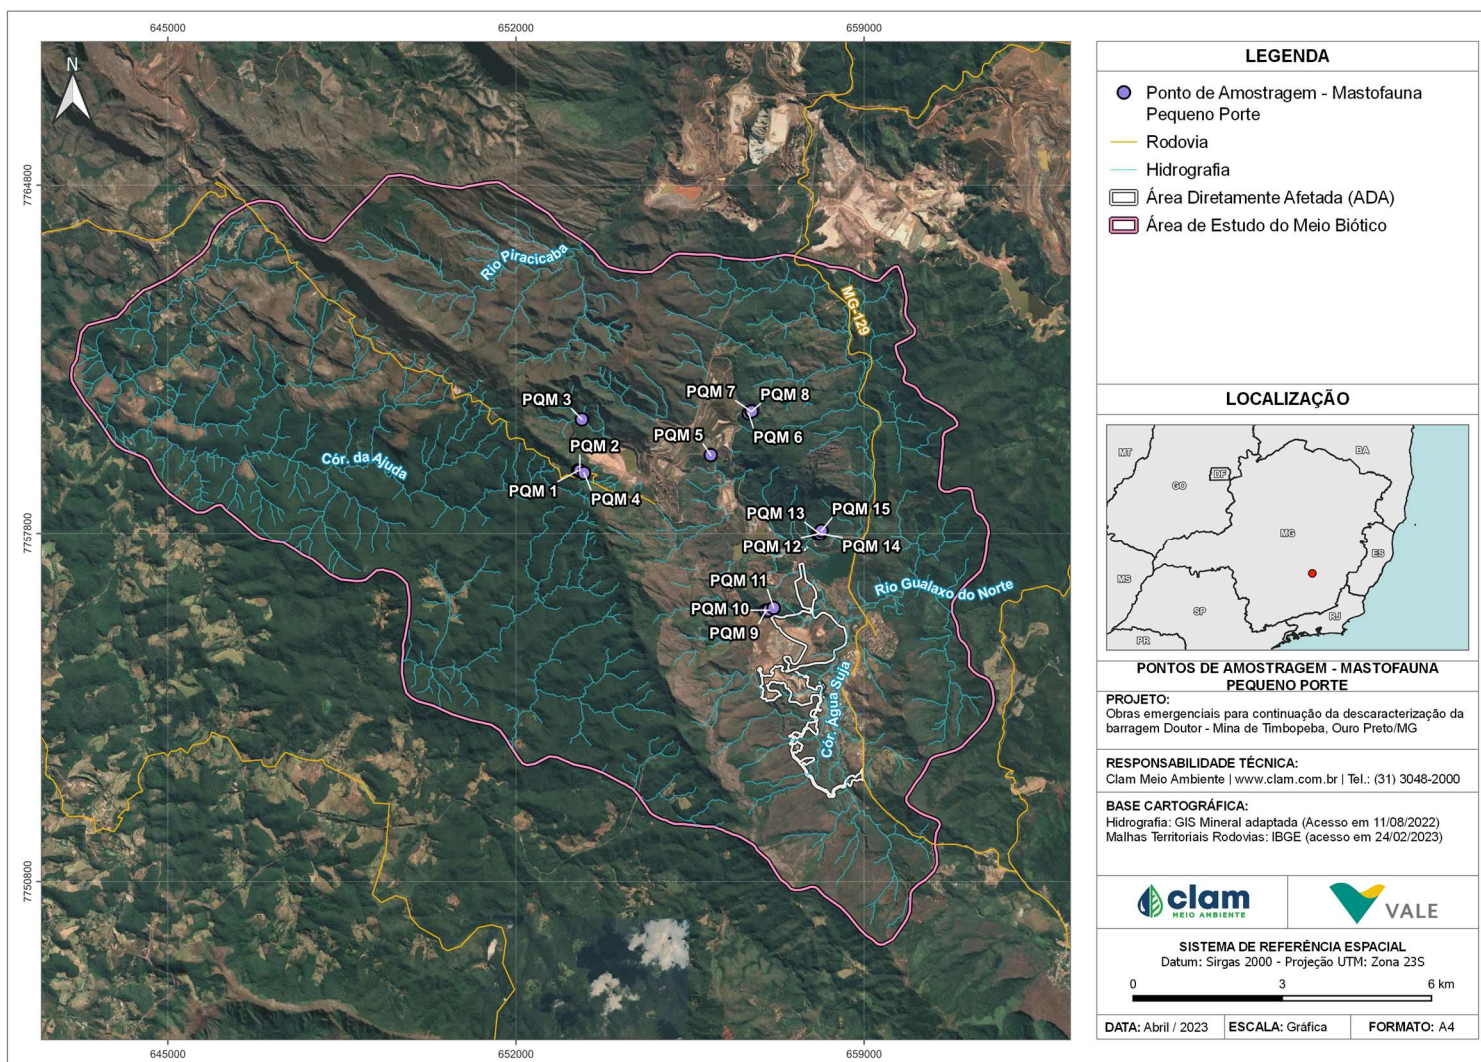 645000
652000
659000
7764800
7757800
7750800
N
Rio Piracicaba
MG-129
PQM 3
PQM 7
PQM 8
PQM 6
PQM 5
PQM 2
PQM 1
PQM 4
Cór. da Ajuda
PQM 13
PQM 15
PQM 12
PQM 14
PQM 11
PQM 10
PQM 9
Rio Gualaxo do Norte
Cór. Água Suja
645000
652000
659000
LEGENDA
Ponto de Amostragem - Mastofauna
Pequeno Porte
Rodovia
Hidrografia
Área Diretamente Afetada (ADA)
Área de Estudo do Meio Biótico
LOCALIZAÇÃO
MT
BA
DF
GO
MG
ES
MS
SP
RJ
PR
PONTOS DE AMOSTRAGEM - MASTOFAUNA
PEQUENO PORTE
PROJETO:
Obras emergenciais para continuação da descaracterização da
barragem Doutor - Mina de Timbopeba, Ouro Preto/MG
RESPONSABILIDADE TÉCNICA:
Clam Meio Ambiente | www.clam.com.br | Tel.: (31) 3048-2000
BASE CARTOGRÁFICA:
Hidrografia: GIS Mineral adaptada (Acesso em 11/08/2022)
Malhas Territoriais Rodovias: IBGE (acesso em 24/02/2023)
clam
MEIO AMBIENTE
VALE
SISTEMA DE REFERÊNCIA ESPACIAL
Datum: Sirgas 2000 - Projeção UTM: Zona 23S
0 3 6 km
DATA: Abril / 2023 ESCALA: Gráfica FORMATO: A4